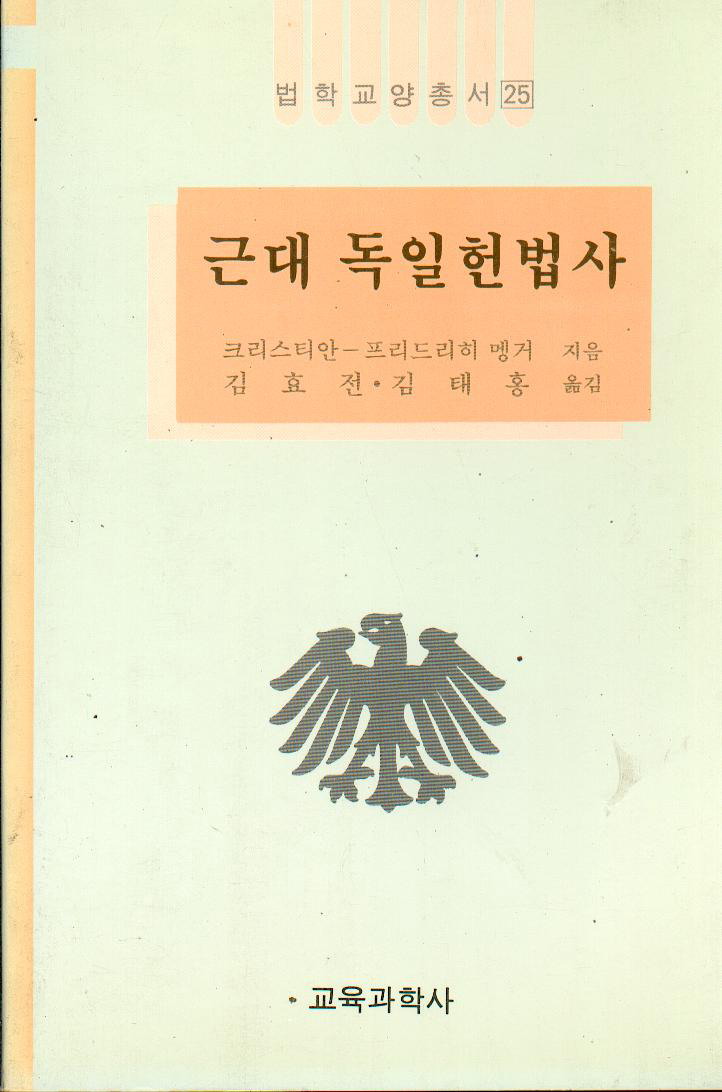 법학교양총서 25
근대 독일헌법사
크리스티안-프리드리히 멩거 지음
김효전·김태홍 옮김
교육과학사